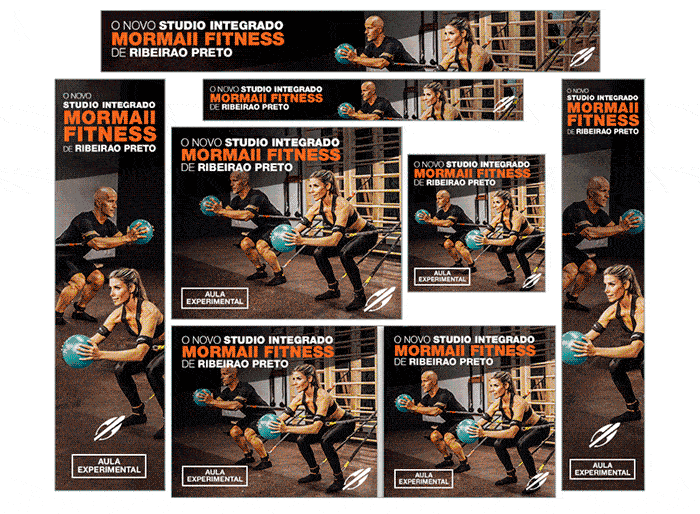 O NOVO STUDIO INTEGRADO
MORMAII FITNESS
DE RIBEIRAO PRETO
O NOVO
STUDIO INTEGRADO
MORMAII
FITNESS
DE RIBEIRAO PRETO
AULA
EXPERIMENTAL
O NOVO STUDIO INTEGRADO
MORMAII FITNESS
DE RIBEIRAO PRETO
O NOVO
STUDIO INTEGRADO
MORMAII
FITNESS
DE RIBEIRAO PRETO
AULA
EXPERIMENTAL
O NOVO STUDIO INTEGRADO
MORMAII FITNESS
DE RIBEIRAO PRETO
AULA
EXPERIMENTAL
O NOVO STUDIO INTEGRADO
MORMAII FITNESS
DE RIBEIRAO PRETO
AULA
EXPERIMENTAL
O NOVO STUDIO INTEGRADO
MORMAII FITNESS
DE RIBEIRAO PRETO
AULA
EXPERIMENTAL
O NOVO STUDIO INTEGRADO
MORMAII FITNESS
DE RIBEIRAO PRETO
AULA
EXPERIMENTAL